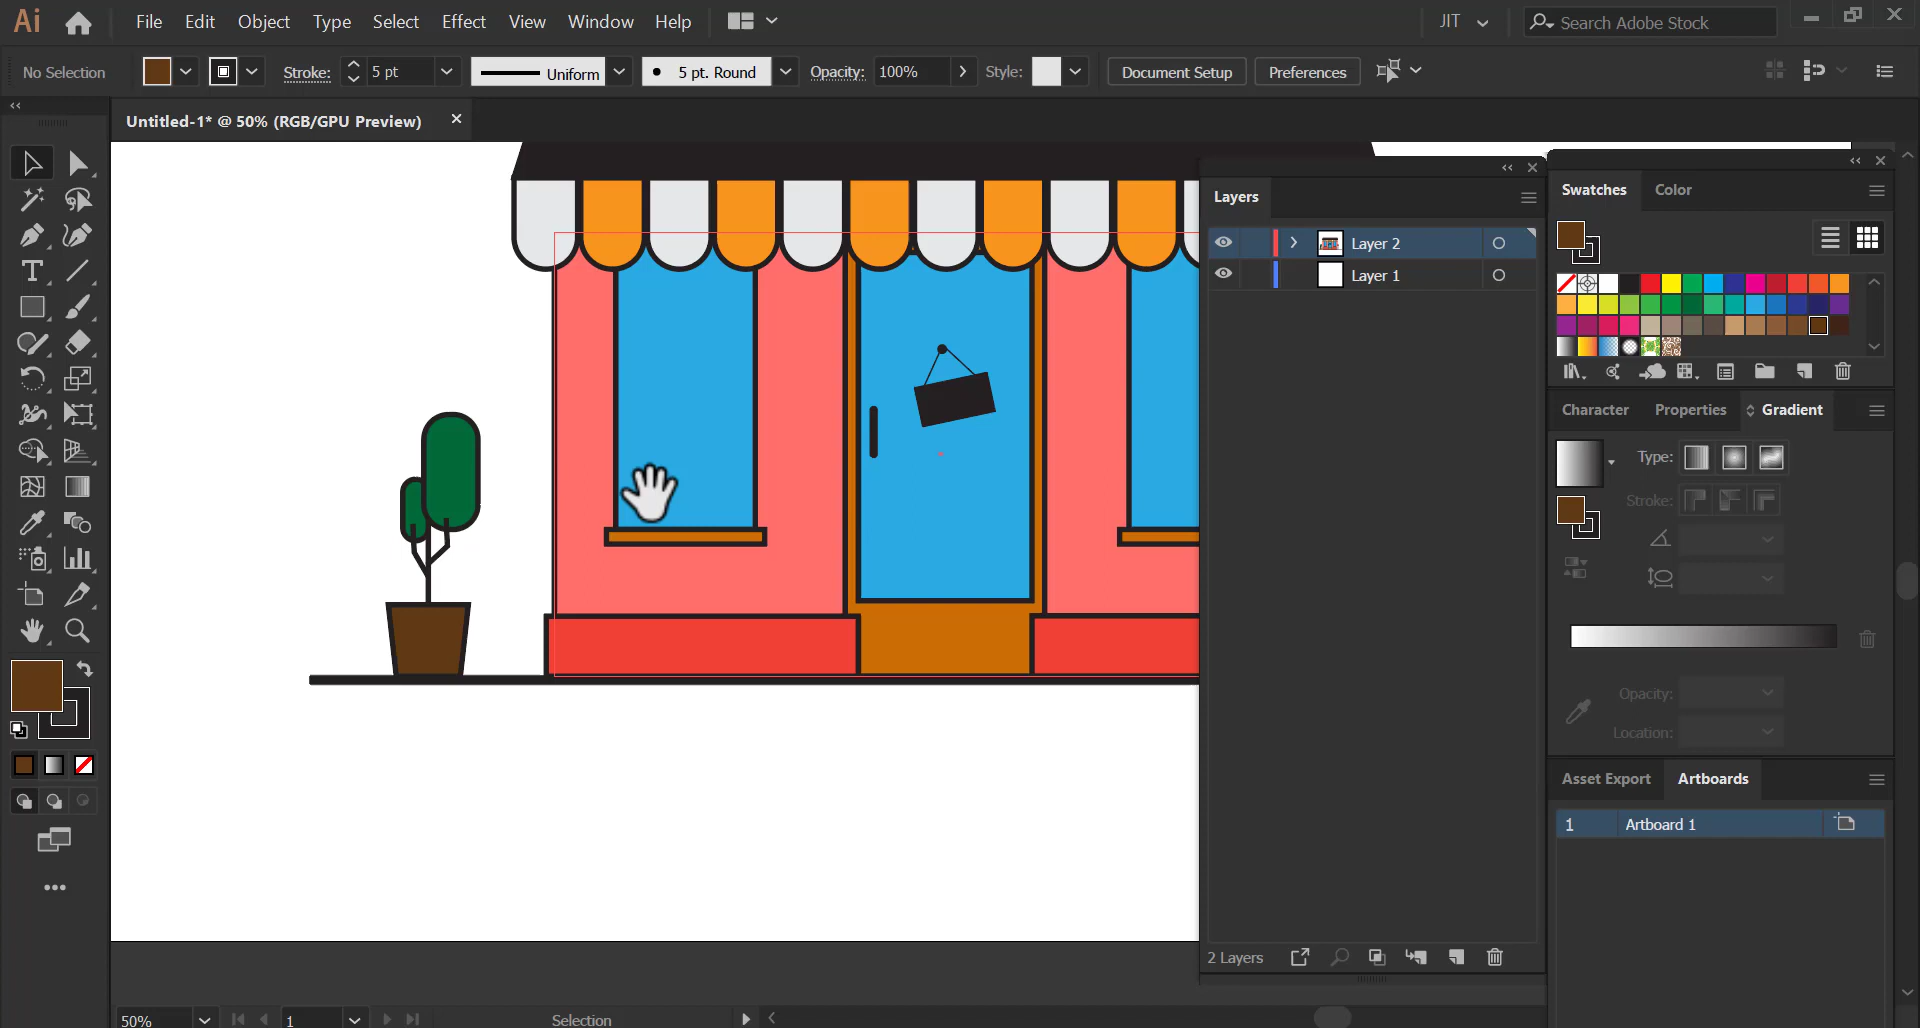 Ai File Edit Object Type Select Effect View Window Help JIT Search Adobe Stock
No Selection Stroke: 5 pt Uniform 5 pt. Round Opacity: 100% Style: Document Setup Preferences
Untitled-1* @ 50% (RGB/GPU Preview)
Layers
Layer 2
Layer 1
2 Layers
Swatches Color
Character Properties Gradient
Type:
Stroke:
Opacity:
Location:
Asset Export Artboards
1 Artboard 1
50% 1 Selection